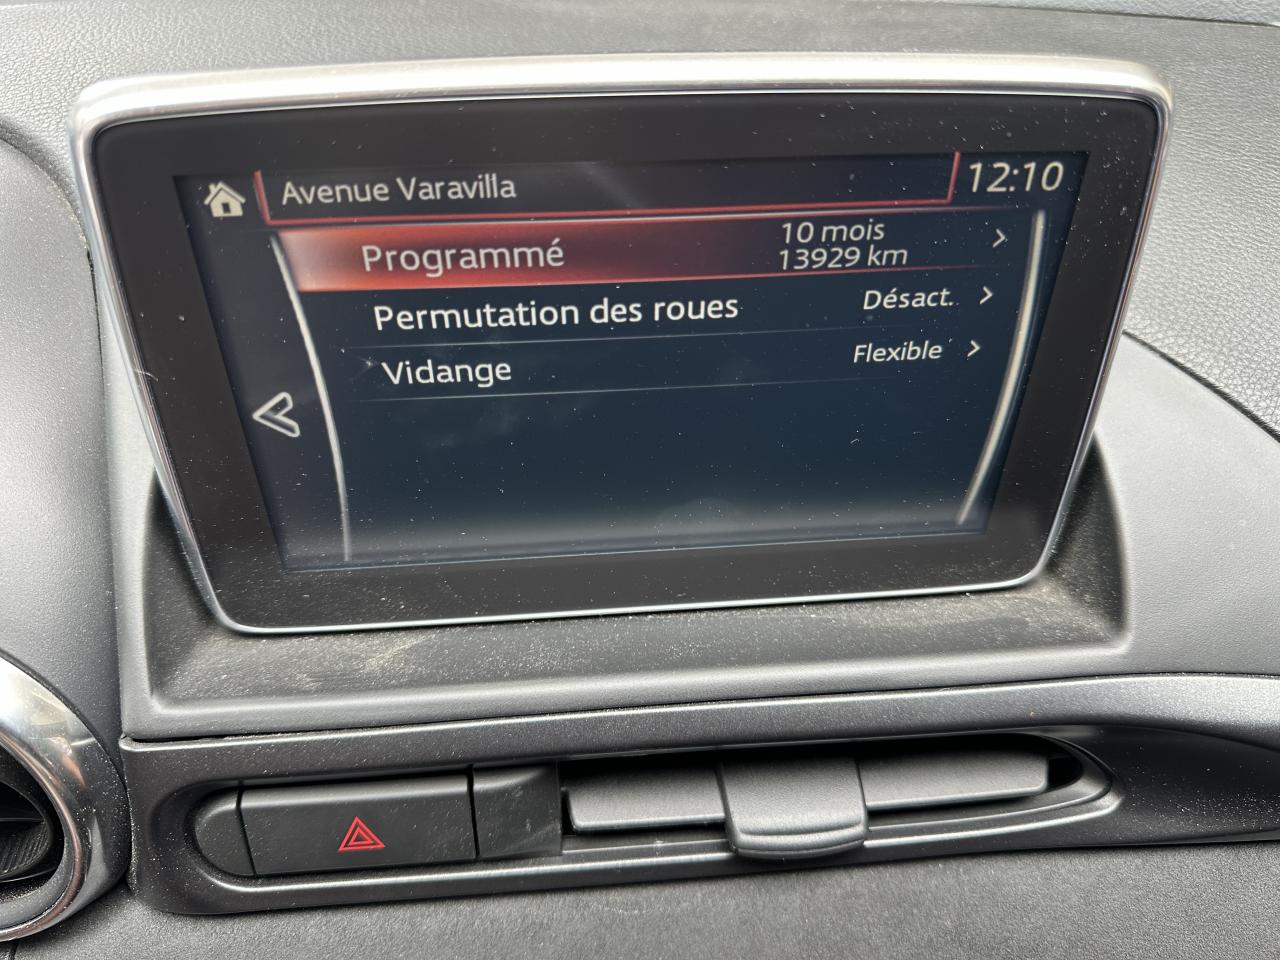 Avenue Varavilla
12:10
Programmé
10 mois
13929 km
Permutation des roues
Désact.
Vidange
Flexible